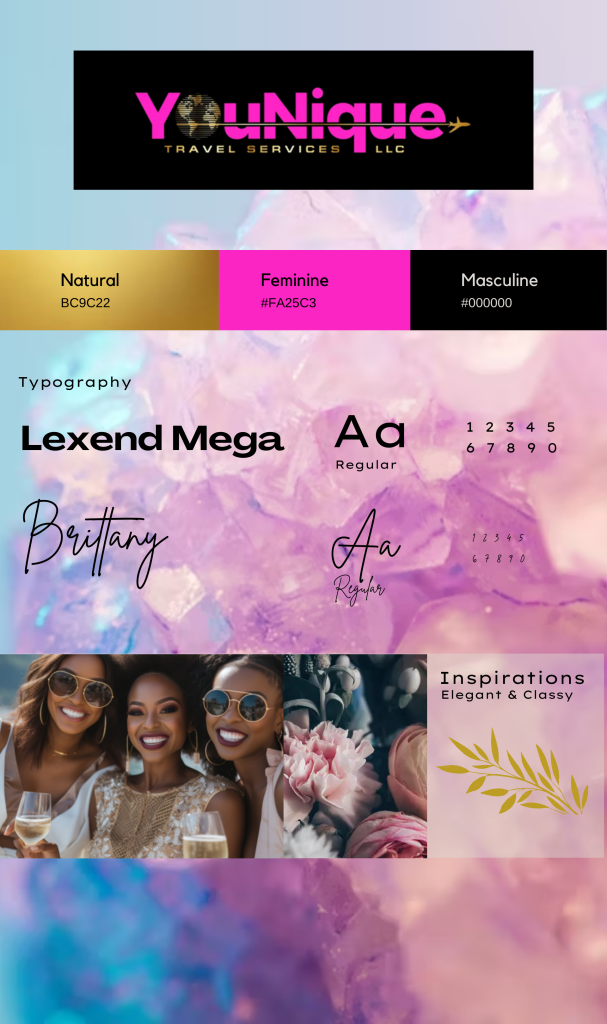 YouNique
TRAVEL SERVICES LLC
Natural
BC9C22
Feminine
#FA25C3
Masculine
#000000
Typography
Lexend Mega
Aa
Regular
1 2 3 4 5
6 7 8 9 0
Brittany
Aa
Regular
1 2 3 4 5
6 7 8 9 0
Inspirations
Elegant & Classy